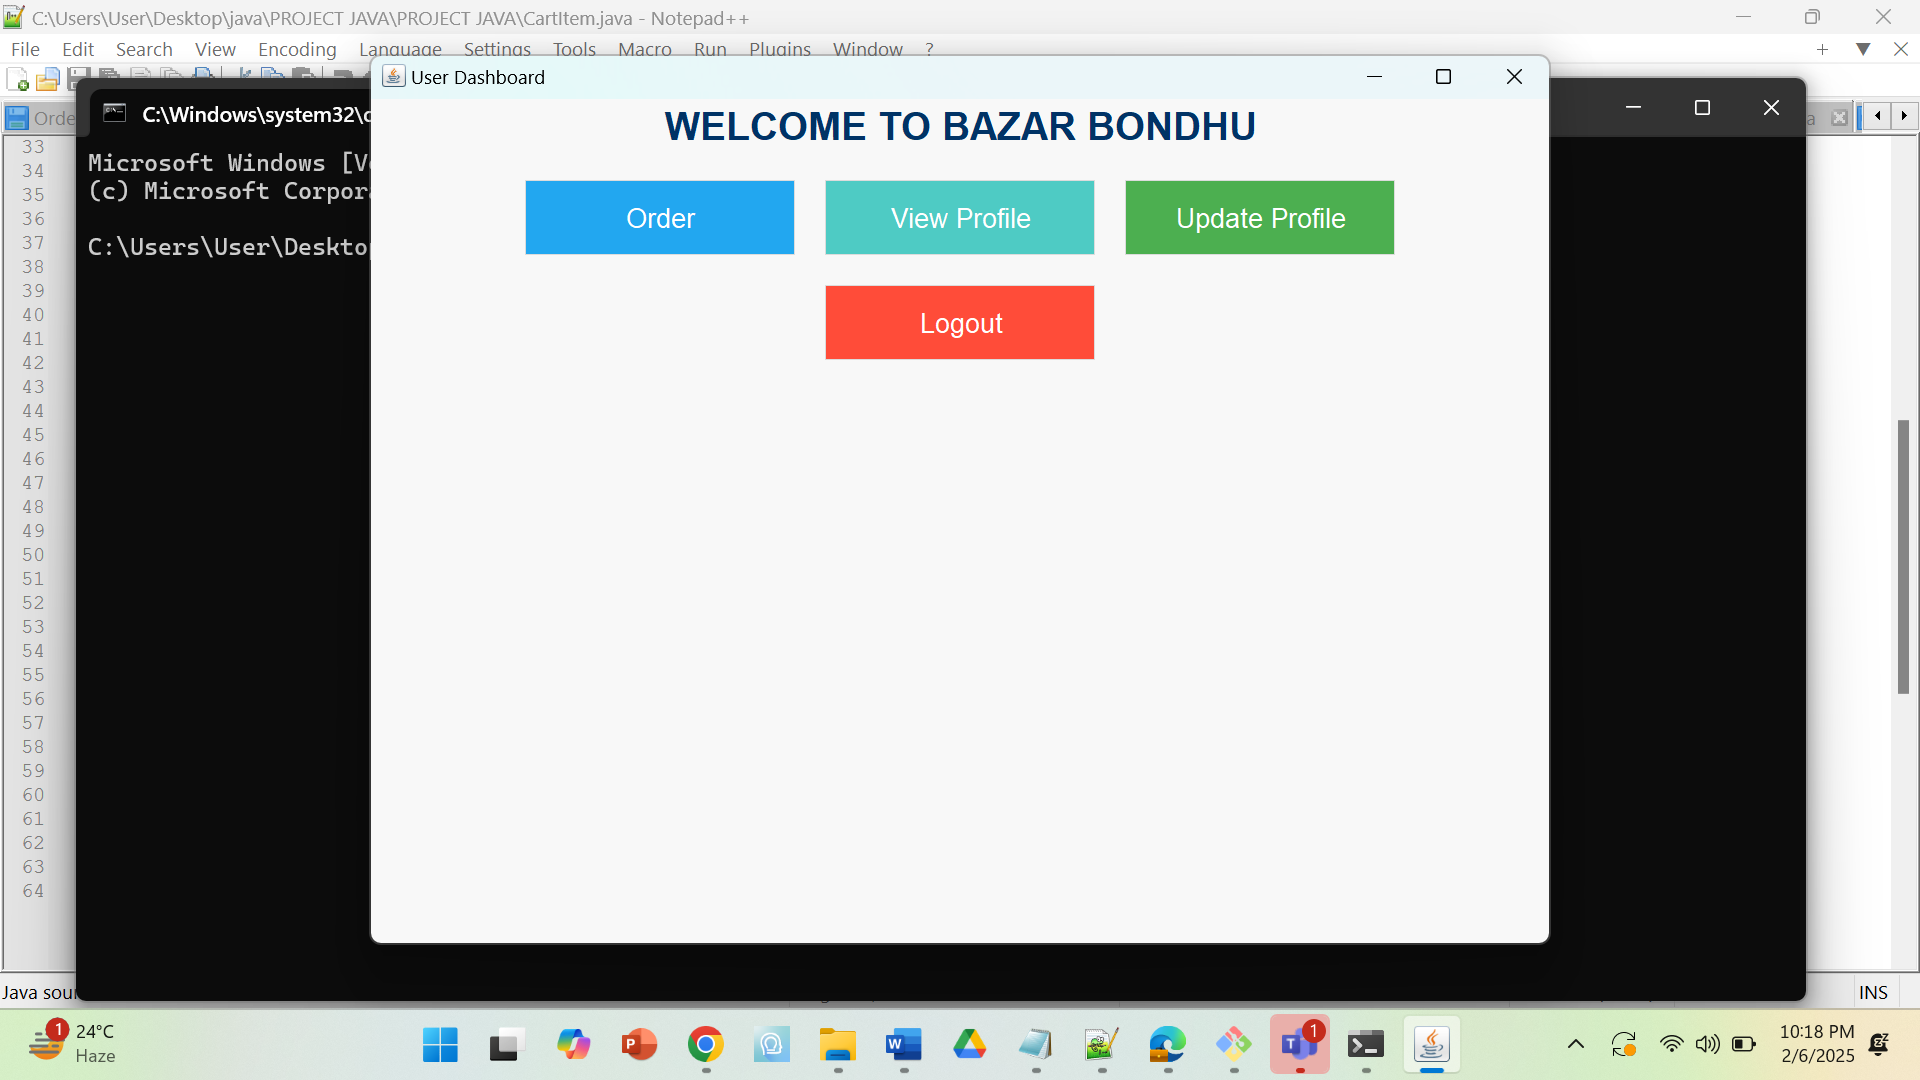 C:\Users\User\Desktop\java\PROJECT JAVA\PROJECT JAVA\CartItem.java - Notepad++
File Edit Search View Encoding Language Settings Tools Macro Run Plugins Window ?
User Dashboard
Orde
C:\Windows\system32\c
a
WELCOME TO BAZAR BONDHU
Microsoft Windows [V
(c) Microsoft Corpor
C:\Users\User\Deskto
Order View Profile Update Profile
Logout
33
34
35
36
37
38
39
40
41
42
43
44
45
46
47
48
49
50
51
52
53
54
55
56
57
58
59
60
61
62
63
64
Java sou
INS
1
24°C
Haze
P
W
T
1
10:18 PM
2/6/2025